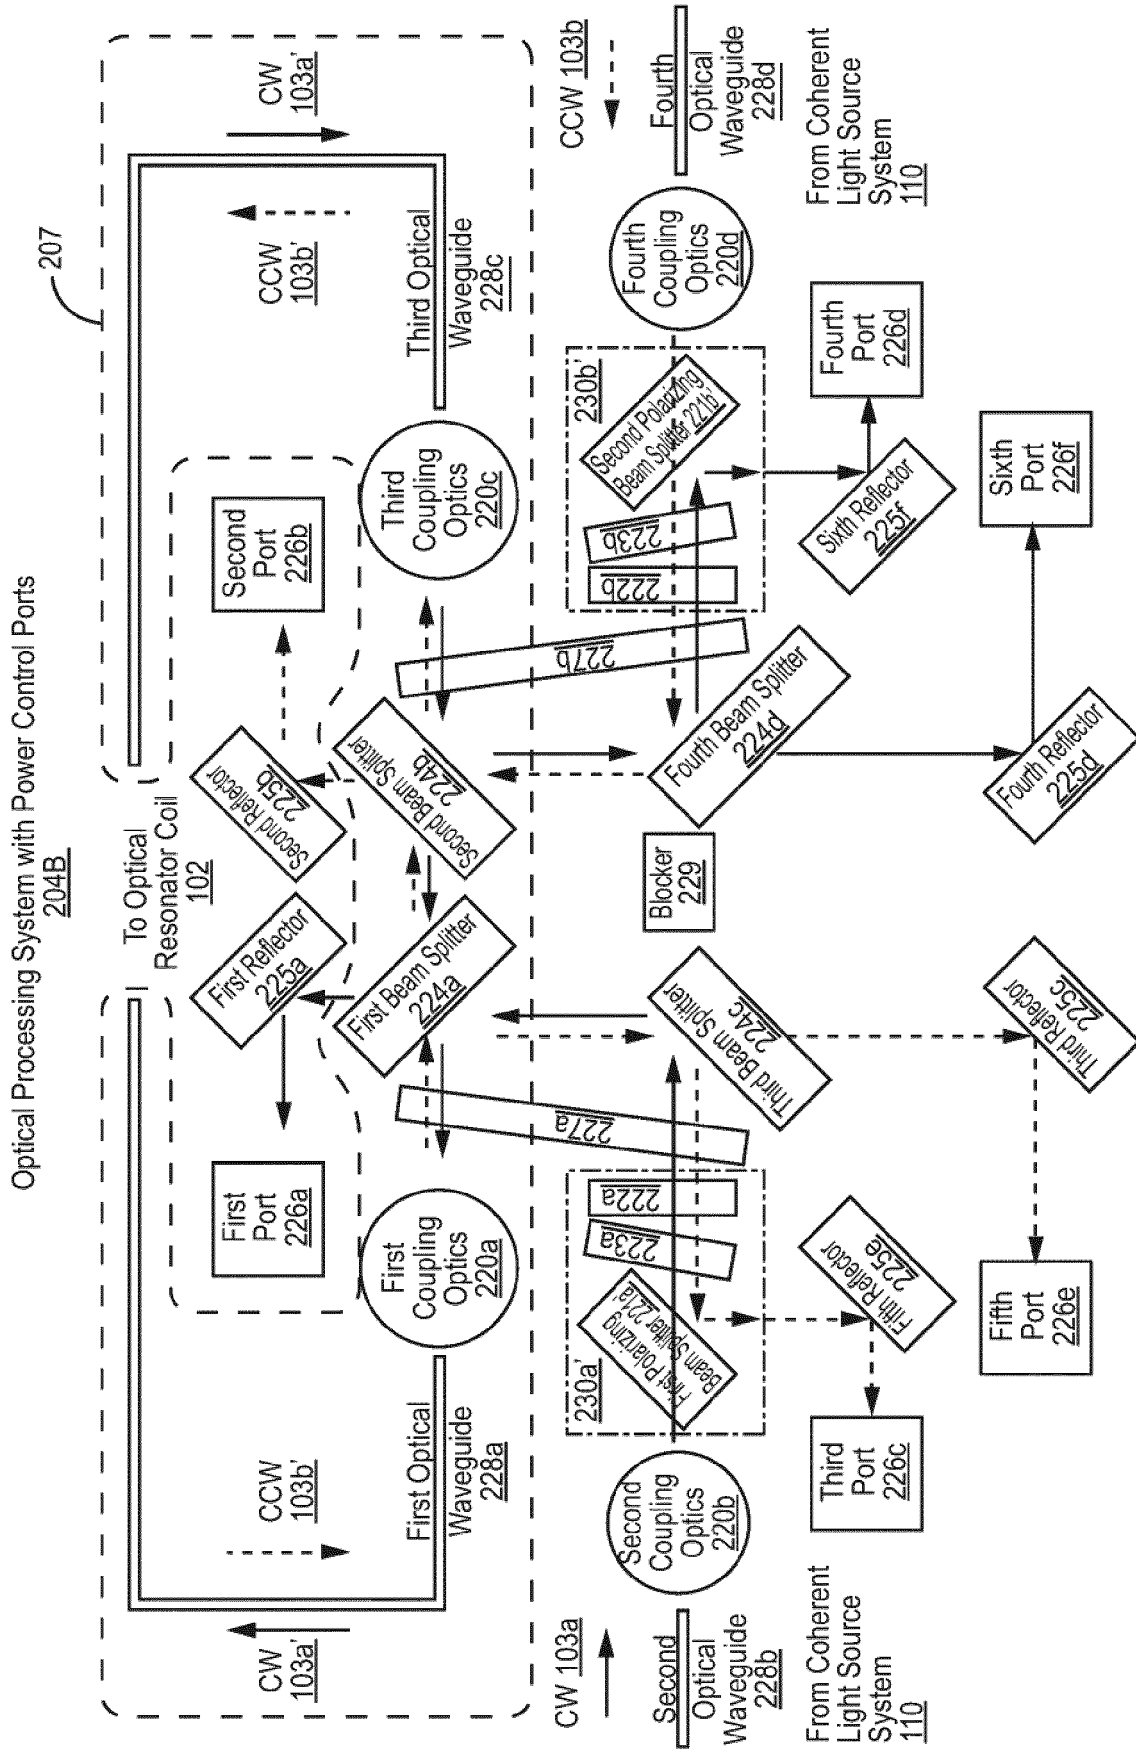 Optical Processing System with Power Control Ports
204B
207
CW
103a'
CCW
103b'
First Optical
Waveguide
228a
First
Port
226a
First
Coupling
Optics
220a
First Reflector
225a
First Beam Splitter
224a
To Optical
Resonator Coil
102
Second Reflector
225b
Second Beam Splitter
224b
Second
Port
226b
Third
Coupling
Optics
220c
CCW
103b'
CW
103a'
Third Optical
Waveguide
228c
CW 103a
Second
Optical
Waveguide
228b
From Coherent
Light Source
System
110
Second
Coupling
Optics
220b
230a'
First Polarizing
Beam Splitter 221a'
223a
222a
227a
Third Beam Splitter
224c
Blocker
229
Fourth Beam Splitter
224d
227b
222b
223b
Second Polarizing
Beam Splitter 221b'
230b'
Fourth
Coupling
Optics
220d
CCW 103b
Fourth
Optical
Waveguide
228d
From Coherent
Light Source
System
110
Third
Port
226c
Fifth Reflector
225e
Fifth
Port
226e
Third Reflector
225c
Fourth Reflector
225d
Sixth Reflector
225f
Fourth
Port
226d
Sixth
Port
226f